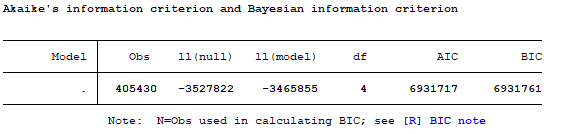 Akaike's information criterion and Bayesian information criterion
Model Obs ll(null) ll(model) df AIC BIC
. 405430 -3527822 -3465855 4 6931717 6931761
Note: N=Obs used in calculating BIC; see [R] BIC note